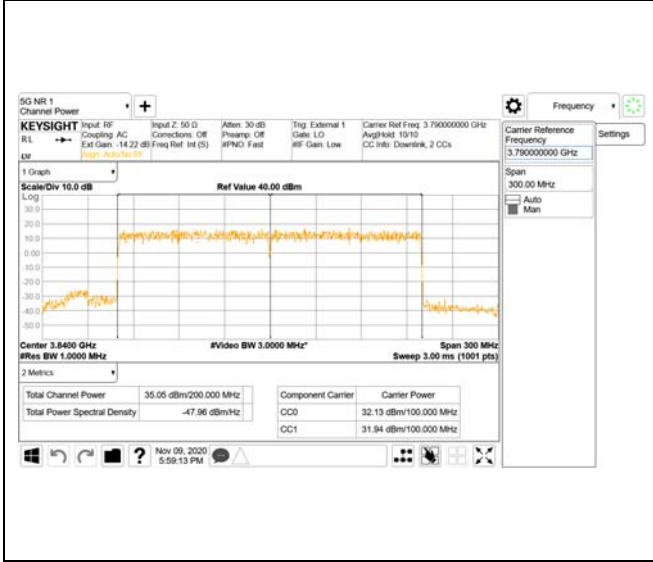 5G NR 1
Channel Power
Frequency
KEYSIGHT
Input: RF
Input Z: 50 Ω
Atten: 30 dB
Trig: External 1
Carrier Ref Freq: 3.790000000 GHz
R L
Coupling: AC
Corrections: Off
Preamp: Off
Gate: LO
Avg|Hold: 10/10
Ext Gain: -14.22 dB
Freq Ref: Int (S)
#PNO: Fast
#IF Gain: Low
CC Info: Downlink, 2 CCs
Align: Auto/No RF
Carrier Reference
Frequency
3.790000000 GHz
Settings
Span
300.00 MHz
Auto
Man
1 Graph
Scale/Div 10.0 dB
Ref Value 40.00 dBm
Log
30.0
20.0
10.0
0.00
-10.0
-20.0
-30.0
-40.0
-50.0
Center 3.8400 GHz
#Video BW 3.0000 MHz*
Span 300 MHz
#Res BW 1.0000 MHz
Sweep 3.00 ms (1001 pts)
2 Metrics
Total Channel Power
35.05 dBm/200.000 MHz
Total Power Spectral Density
-47.96 dBm/Hz
Component Carrier
Carrier Power
CC0
32.13 dBm/100.000 MHz
CC1
31.94 dBm/100.000 MHz
?
Nov 09, 2020
5:59:13 PM